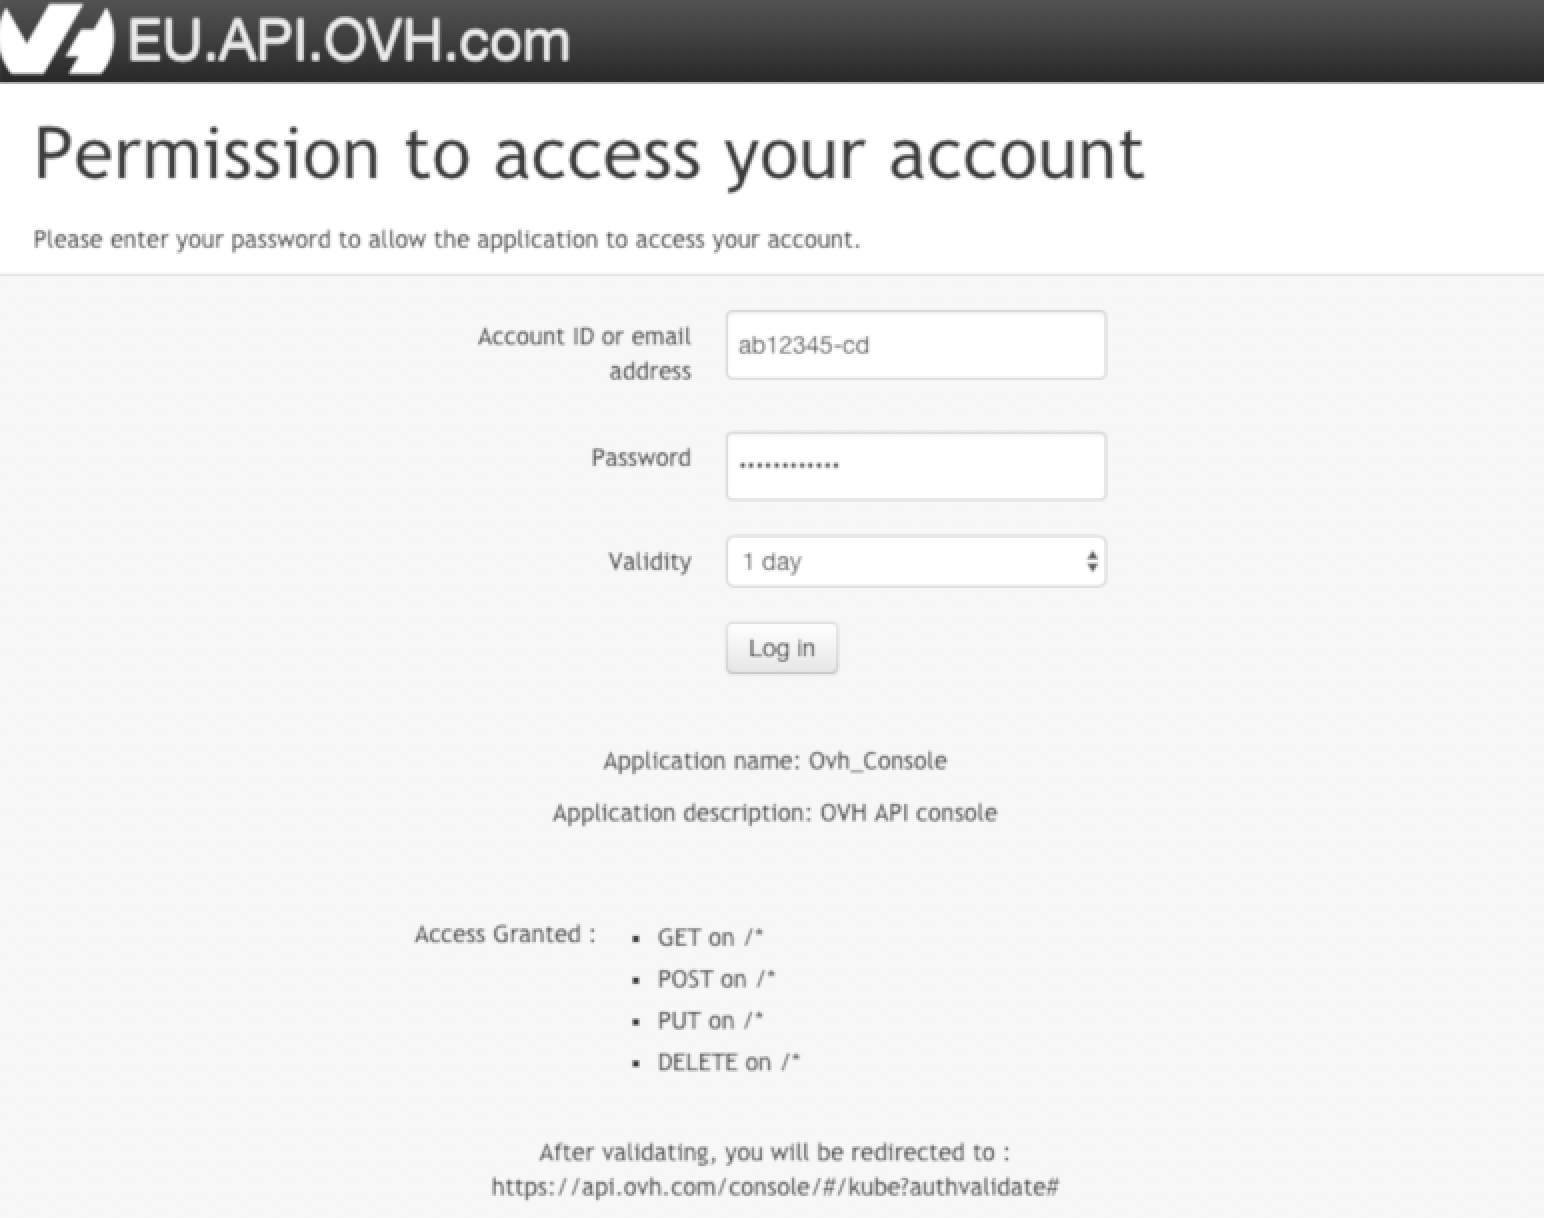 EU.API.OVH.com
Permission to access your account
Please enter your password to allow the application to access your account.
Account ID or email
address
ab12345-cd
Password
••••••••••••
Validity
1 day
Log in
Application name: Ovh_Console
Application description: OVH API console
Access Granted :
▪ GET on /*
▪ POST on /*
▪ PUT on /*
▪ DELETE on /*
After validating, you will be redirected to :
https://api.ovh.com/console/#/kube?authvalidate#